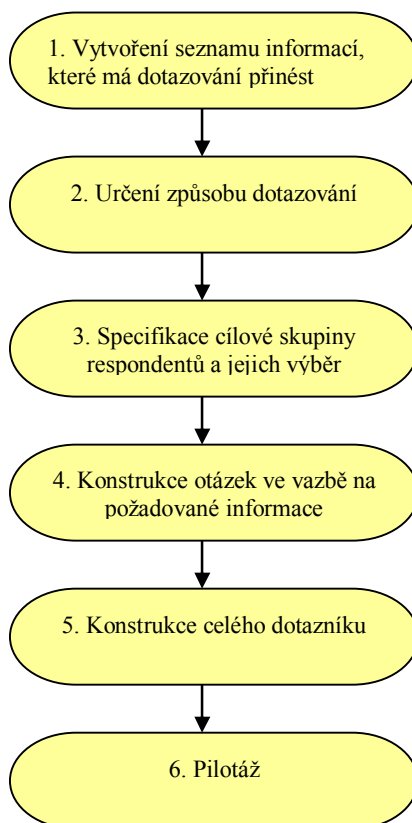 1. Vytvoření seznamu informací,
které má dotazování přinést
2. Určení způsobu dotazování
3. Specifikace cílové skupiny
respondentů a jejich výběr
4. Konstrukce otázek ve vazbě na
požadované informace
5. Konstrukce celého dotazníku
6. Pilotáž